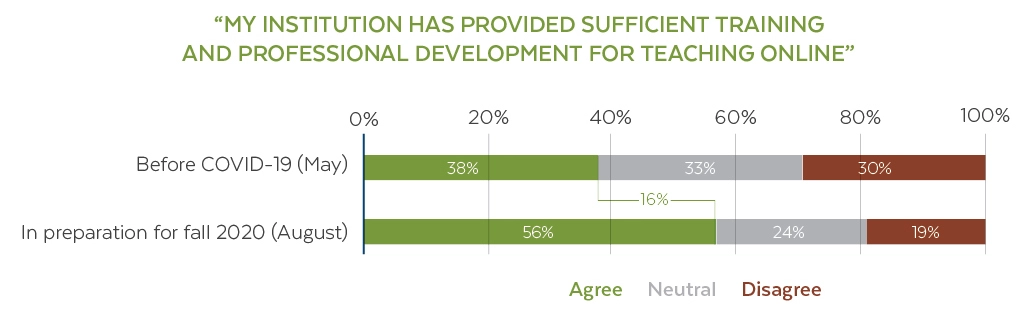 “MY INSTITUTION HAS PROVIDED SUFFICIENT TRAINING
AND PROFESSIONAL DEVELOPMENT FOR TEACHING ONLINE”
0% 20% 40% 60% 80% 100%
Before COVID-19 (May) 38% 33% 30%
16%
In preparation for fall 2020 (August) 56% 24% 19%
Agree Neutral Disagree